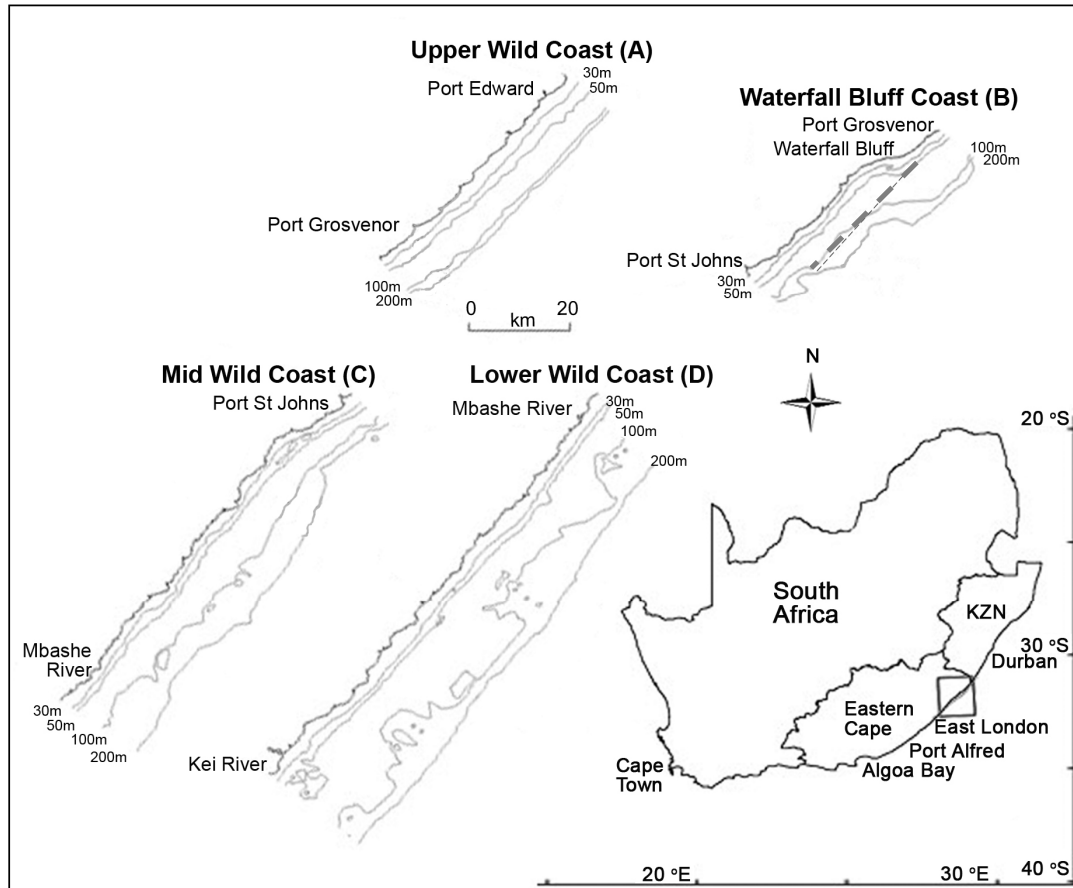 Upper Wild Coast (A)
Port Edward
30m
50m
Port Grosvenor
100m
200m
0 20
km
Waterfall Bluff Coast (B)
Port Grosvenor
Waterfall Bluff
100m
200m
Port St Johns
30m
50m
Mid Wild Coast (C)
Port St Johns
Mbashe
River
30m
50m
100m
200m
Lower Wild Coast (D)
Mbashe River
30m
50m
100m
200m
Kei River
N
20 °S
South
Africa
KZN
30 °S
Durban
Eastern
Cape
East London
Port Alfred
Algoa Bay
Cape
Town
20 °E
30 °E
40 °S